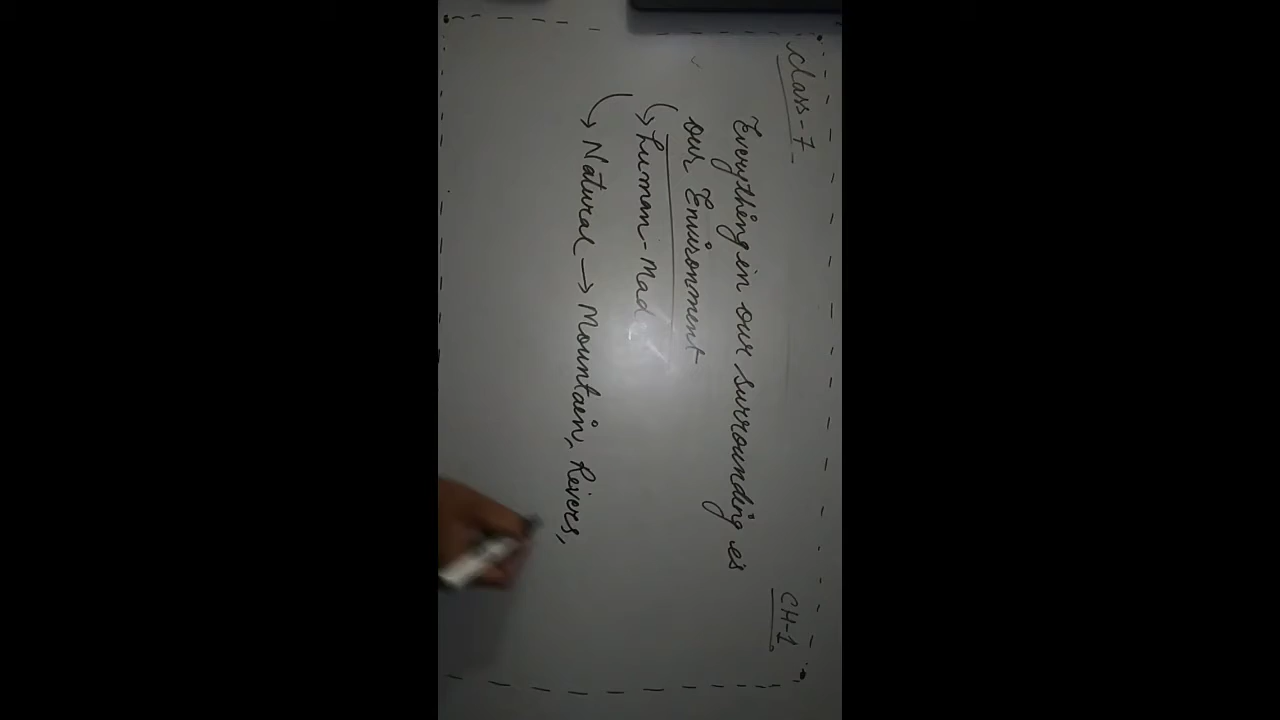 Class-7
CH-1
Everything in our surrounding is
our Environment
↳ human-Made
↳ Natural → Mountain, Rivers,